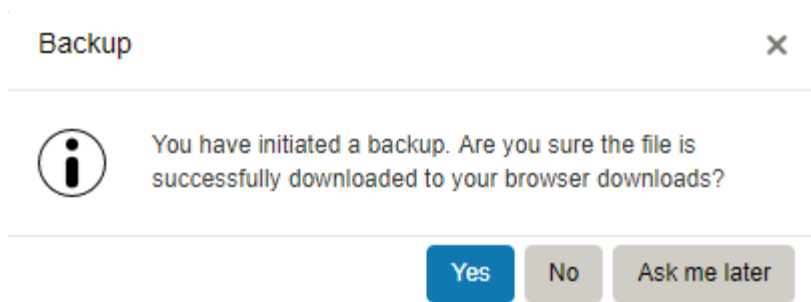 Backup
You have initiated a backup. Are you sure the file is
successfully downloaded to your browser downloads?
Yes No Ask me later